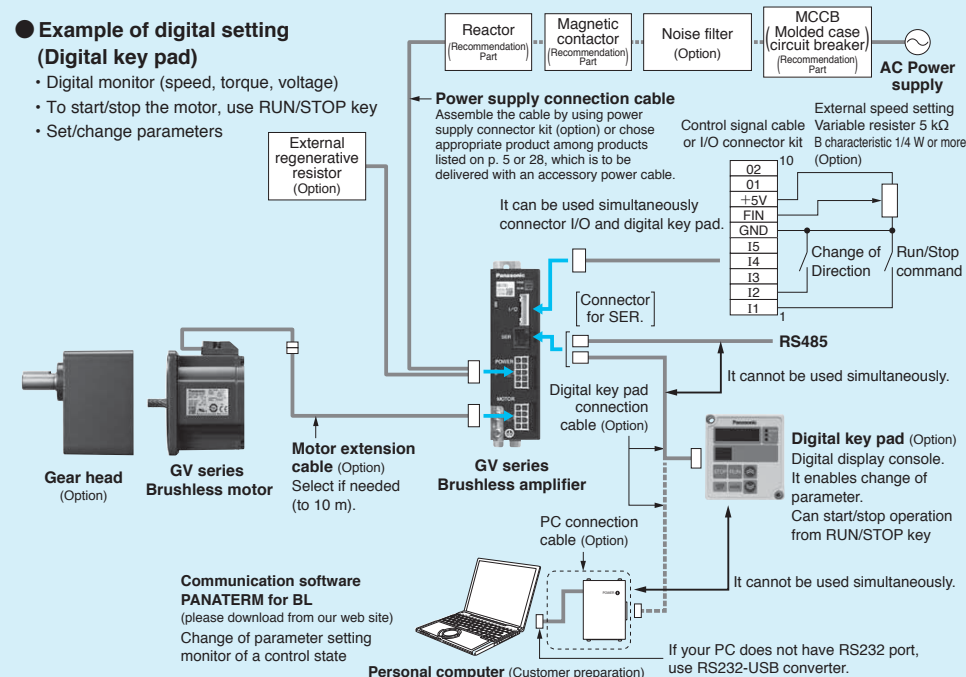 ● Example of digital setting
(Digital key pad)
・Digital monitor (speed, torque, voltage)
・To start/stop the motor, use RUN/STOP key
・Set/change parameters
Reactor
(Recommendation Part)
Magnetic
contactor
(Recommendation Part)
Noise filter
(Option)
MCCB
(Molded case
circuit breaker)
(Recommendation Part)
AC Power
supply
Power supply connection cable
Assemble the cable by using power
supply connector kit (option) or chose
appropriate product among products
listed on p. 5 or 28, which is to be
delivered with an accessory power cable.
Control signal cable
or I/O connector kit
External speed setting
Variable resister 5 kΩ
B characteristic 1/4 W or more
(Option)
External
regenerative
resistor
(Option)
It can be used simultaneously
connector I/O and digital key pad.
10
02
01
+5V
FIN
GND
I5
I4
I3
I2
I1
1
Change of
Direction
Run/Stop
command
Panasonic
I/O
SER
POWER
MOTOR
[Connector
for SER.]
RS485
It cannot be used simultaneously.
Digital key pad
connection
cable (Option)
Panasonic
Gear head
(Option)
GV series
Brushless motor
Motor extension
cable (Option)
Select if needed
(to 10 m).
GV series
Brushless amplifier
Panasonic
STOP
RUN
Digital key pad (Option)
Digital display console.
It enables change of
parameter.
Can start/stop operation
from RUN/STOP key
PC connection
cable (Option)
POWER
It cannot be used simultaneously.
Communication software
PANATERM for BL
(please download from our web site)
Change of parameter setting
monitor of a control state
Personal computer (Customer preparation)
If your PC does not have RS232 port,
use RS232-USB converter.